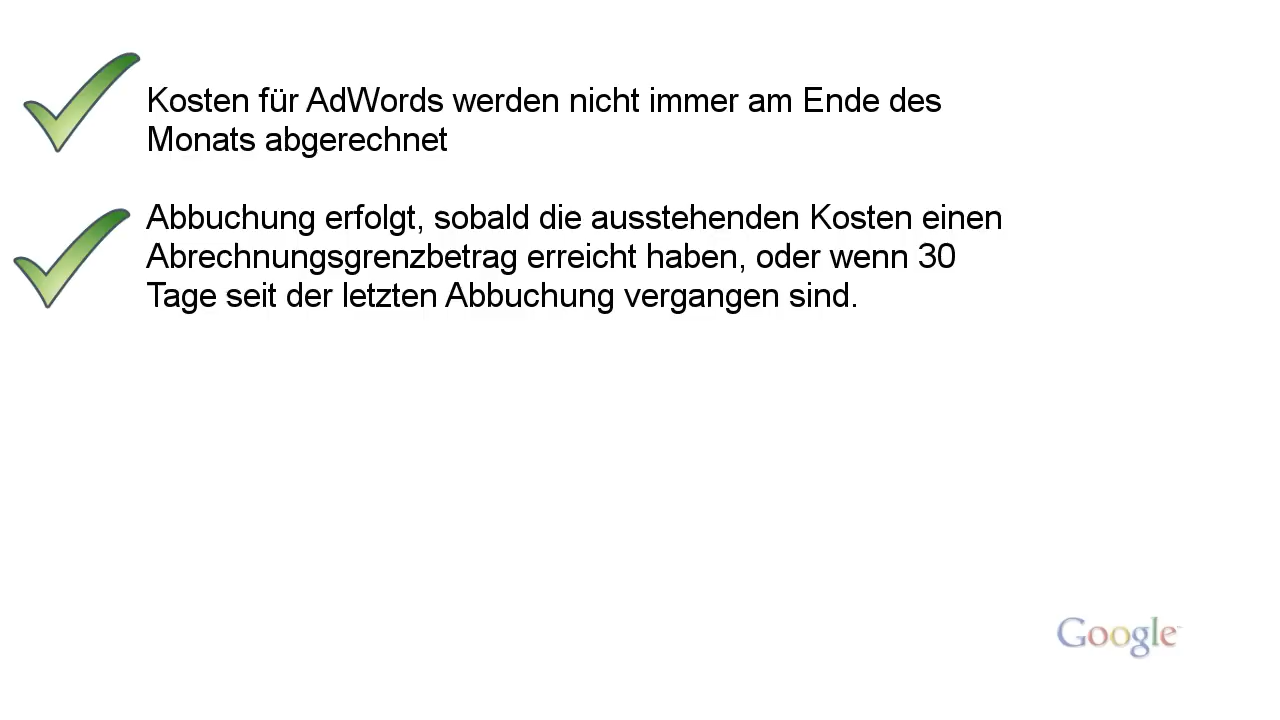 Kosten für AdWords werden nicht immer am Ende des
Monats abgerechnet
Abbuchung erfolgt, sobald die ausstehenden Kosten einen
Abrechnungsgrenzbetrag erreicht haben, oder wenn 30
Tage seit der letzten Abbuchung vergangen sind.
Google